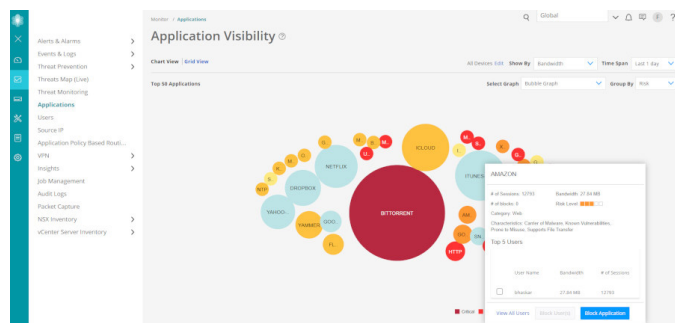 Monitor > Applications
Global
Application Visibility
Chart View | Grid View
All Devices Edit Show By Bandwidth Time Span Last 1 day
Top 50 Applications
Select Graph Bubble Graph Group By Risk
Alerts & Alarms
Events & Logs
Threat Prevention
Threats Map (Live)
Threat Monitoring
Applications
Users
Source IP
Application Policy Based Routi...
VPN
Insights
Job Management
Audit Logs
Packet Capture
NSX Inventory
vCenter Server Inventory
ICLOUD
NETFLIX
ITUNES
DROPBOX
NTP
YAHOO..
YAMMER
GOO..
FL..
BITTORRENT
HTTP
Critical
AMAZON
# of Sessions: 12793 Bandwidth: 27.84 MB
# of blocks: 0 Risk Level:
Category: Web
Characteristics: Carrier of Malware, Known Vulnerabilities,
Prone to Misuse, Supports File Transfer
Top 5 Users
User Name Bandwidth # of Sessions
27.84 MB 12793
View All Users Block User(s) Block Application